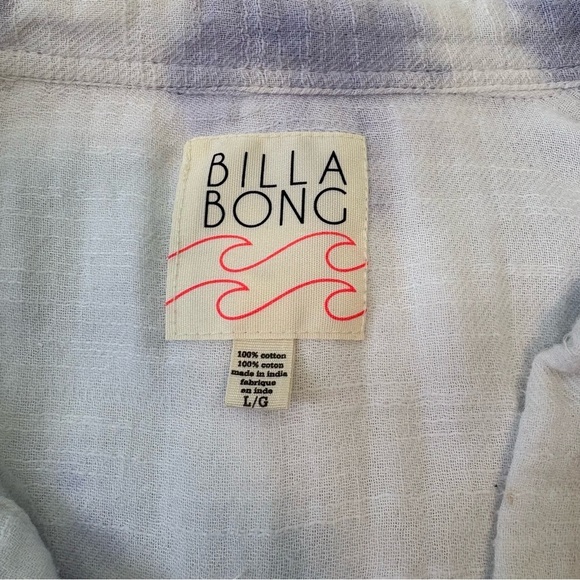 BILLA
BONG
100% cotton
100% coton
made in india
fabrique
en inde
L/G